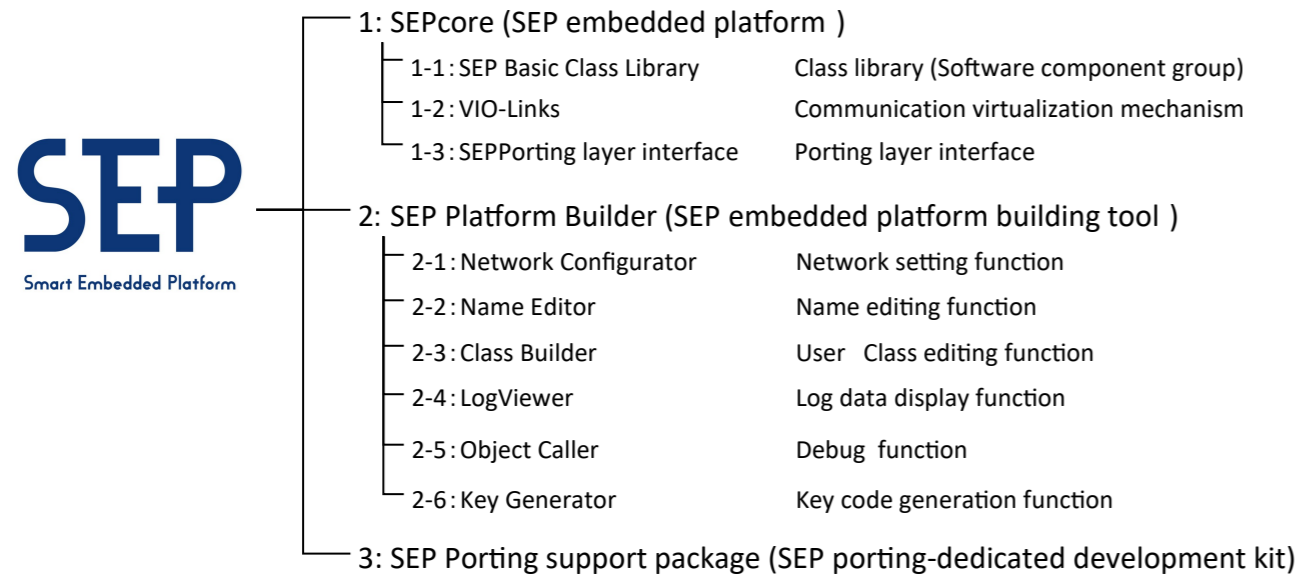 SEP
Smart Embedded Platform
1: SEPcore (SEP embedded platform )
1-1: SEP Basic Class Library Class library (Software component group)
1-2: VIO-Links Communication virtualization mechanism
1-3: SEPPorting layer interface Porting layer interface
2: SEP Platform Builder (SEP embedded platform building tool )
2-1: Network Configurator Network setting function
2-2: Name Editor Name editing function
2-3: Class Builder User Class editing function
2-4: LogViewer Log data display function
2-5: Object Caller Debug function
2-6: Key Generator Key code generation function
3: SEP Porting support package (SEP porting-dedicated development kit)